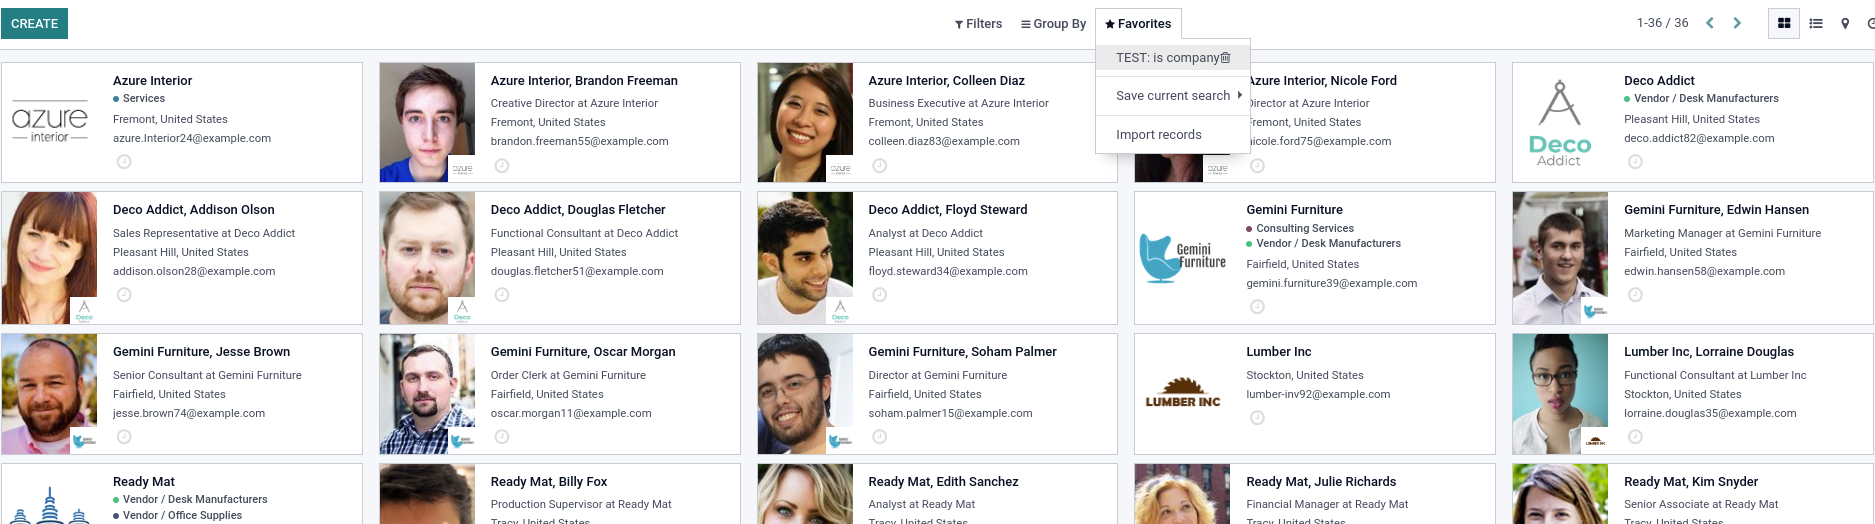 CREATE
Filters
Group By
Favorites
1-36 / 36
TEST: is company
Save current search
Import records
Azure Interior
Services
Fremont, United States
azure.Interior24@example.com
azure
interior
Azure Interior, Brandon Freeman
Creative Director at Azure Interior
Fremont, United States
brandon.freeman55@example.com
azure
Azure Interior, Colleen Diaz
Business Executive at Azure Interior
Fremont, United States
colleen.diaz83@example.com
azure
Azure Interior, Nicole Ford
Director at Azure Interior
Fremont, United States
nicole.ford75@example.com
azure
Deco Addict
Vendor / Desk Manufacturers
Pleasant Hill, United States
deco.addict82@example.com
Deco
Addict
Deco Addict, Addison Olson
Sales Representative at Deco Addict
Pleasant Hill, United States
addison.olson28@example.com
Deco
Addict
Deco Addict, Douglas Fletcher
Functional Consultant at Deco Addict
Pleasant Hill, United States
douglas.fletcher51@example.com
Deco
Addict
Deco Addict, Floyd Steward
Analyst at Deco Addict
Pleasant Hill, United States
floyd.steward34@example.com
Deco
Addict
Gemini Furniture
Consulting Services
Vendor / Desk Manufacturers
Fairfield, United States
gemini.furniture39@example.com
Gemini
Furniture
Gemini Furniture, Edwin Hansen
Marketing Manager at Gemini Furniture
Fairfield, United States
edwin.hansen58@example.com
Gemini Furniture, Jesse Brown
Senior Consultant at Gemini Furniture
Fairfield, United States
jesse.brown74@example.com
Gemini Furniture, Oscar Morgan
Order Clerk at Gemini Furniture
Fairfield, United States
oscar.morgan11@example.com
Gemini Furniture, Soham Palmer
Director at Gemini Furniture
Fairfield, United States
soham.palmer15@example.com
Lumber Inc
Stockton, United States
lumber-inv92@example.com
LUMBER INC
Lumber Inc, Lorraine Douglas
Functional Consultant at Lumber Inc
Stockton, United States
lorraine.douglas35@example.com
LUMBER INC
Ready Mat
Vendor / Desk Manufacturers
Vendor / Office Supplies
Ready Mat, Billy Fox
Production Supervisor at Ready Mat
Tracy, United States
Ready Mat, Edith Sanchez
Analyst at Ready Mat
Tracy, United States
Ready Mat, Julie Richards
Financial Manager at Ready Mat
Tracy, United States
Ready Mat, Kim Snyder
Senior Associate at Ready Mat
Tracy, United States